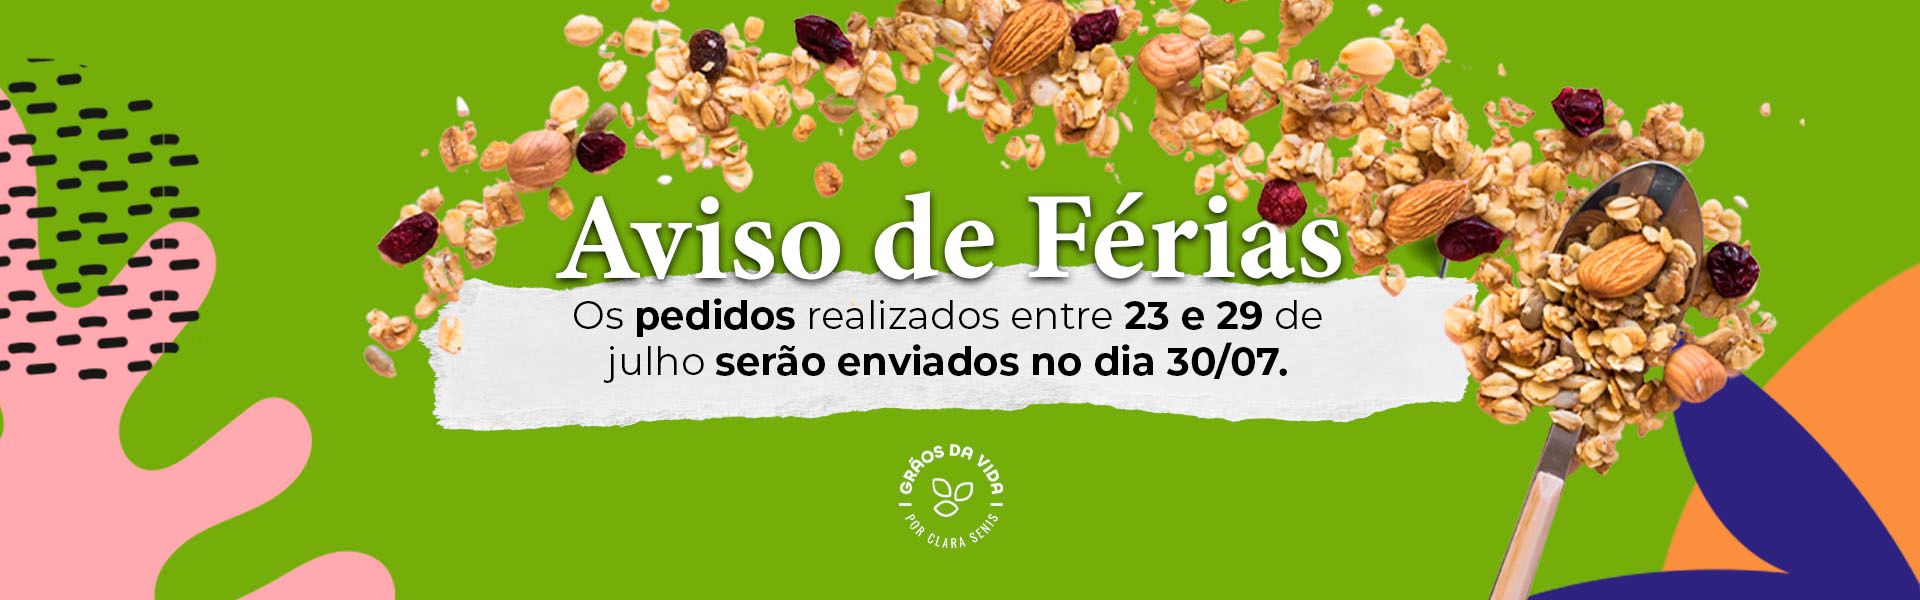 Aviso de Férias
Os pedidos realizados entre 23 e 29 de
julho serão enviados no dia 30/07.
GRÃOS DA VIDA
POR CLARA SENIS